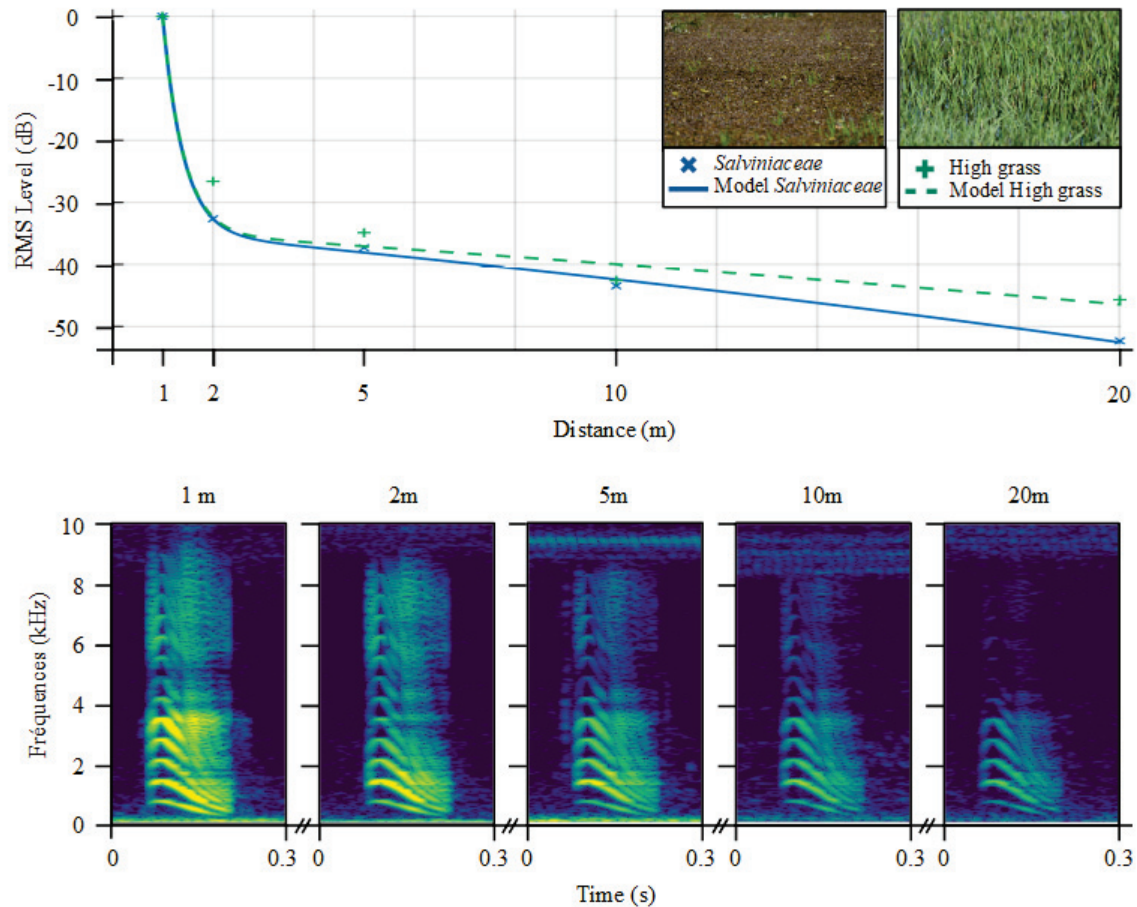 0
-10
-20
-30
-40
-50
RMS Level (dB)
Salviniaceae
Model Salviniaceae
High grass
Model High grass
1 2 5 10 20
Distance (m)
1 m 2m 5m 10m 20m
10
8
6
4
2
0
Fréquences (kHz)
0 0.3 0 0.3 0 0.3 0 0.3 0 0.3
Time (s)